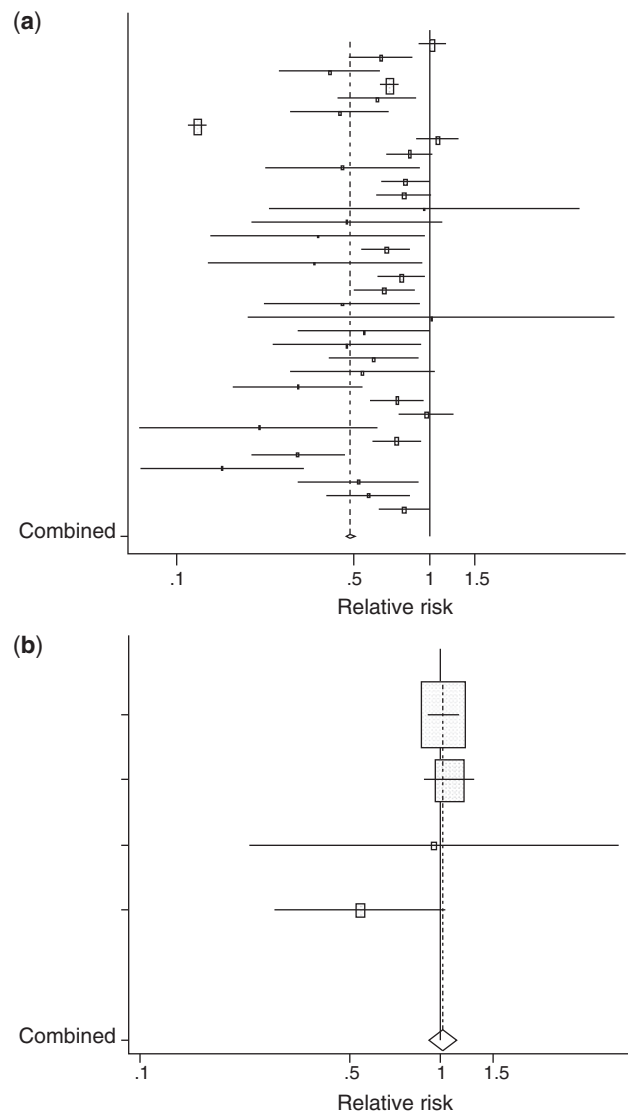 (a)
Combined
.1 .5 1 1.5
Relative risk
(b)
Combined
.1 .5 1 1.5
Relative risk